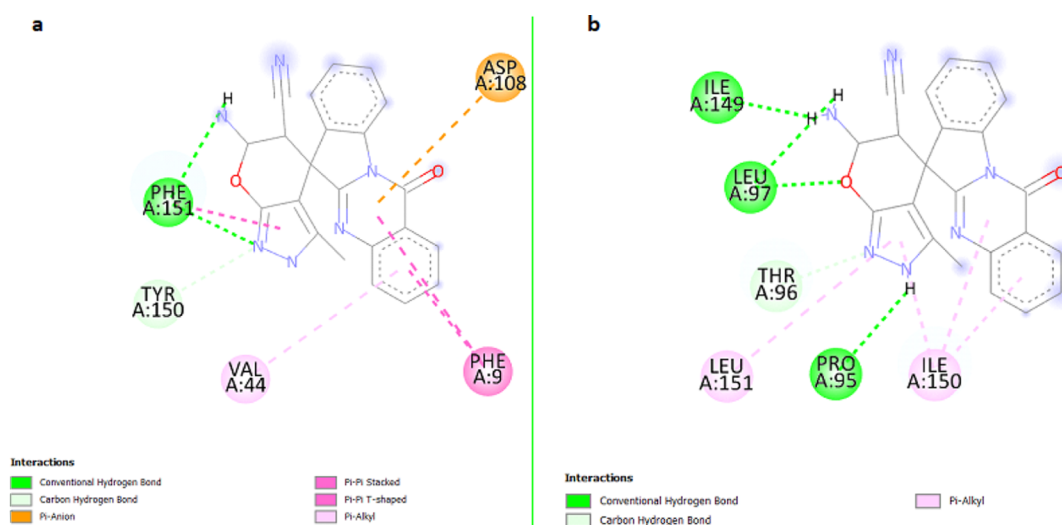 a
N
ASP
A:108
H
N
O
N
O
PHE
A:151
N
N
N
TYR
A:150
VAL
A:44
PHE
A:9
Interactions
Conventional Hydrogen Bond
Carbon Hydrogen Bond
Pi-Anion
Pi-Pi Stacked
Pi-Pi T-shaped
Pi-Alkyl
b
N
ILE
A:149
H
H
N
LEU
A:97
O
N
O
N
N
N
H
THR
A:96
LEU
A:151
PRO
A:95
ILE
A:150
Interactions
Conventional Hydrogen Bond
Carbon Hydrogen Bond
Pi-Alkyl